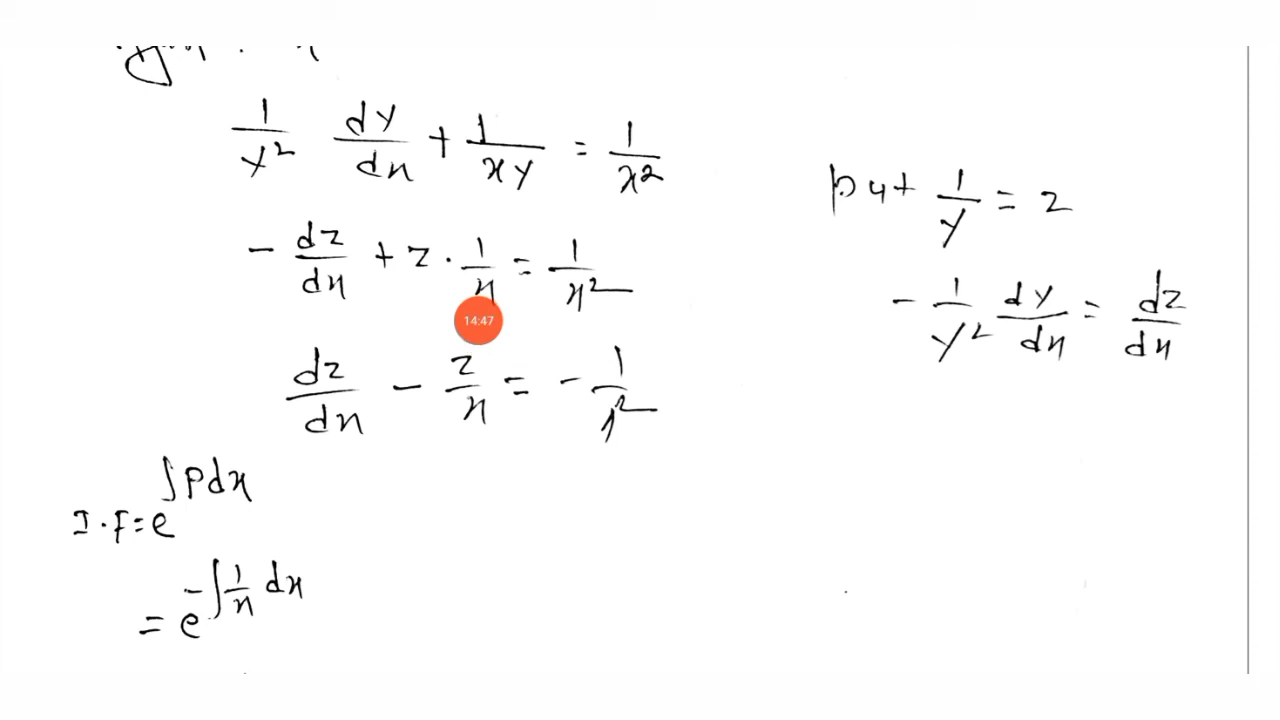 1/y² dy/dx + 1/xy = 1/x²
- dz/dx + z · 1/x = 1/x²
14:47
dz/dx - z/x = - 1/x²
I.F = e^∫Pdx
= e^-∫1/x dx
put 1/y = z
- 1/y² dy/dx = dz/dx